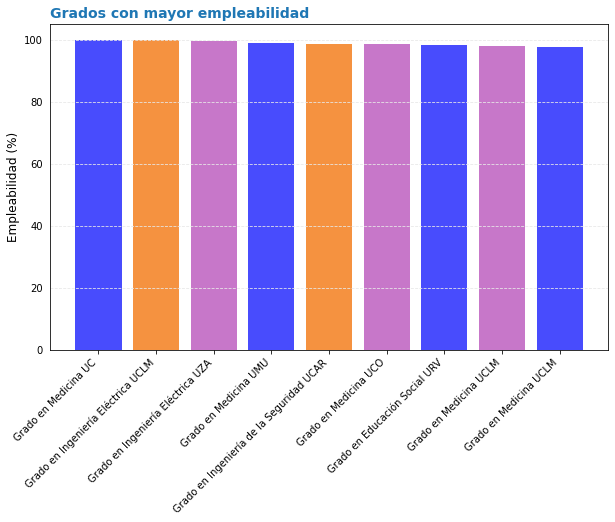 Grados con mayor empleabilidad
Empleabilidad (%)
100
80
60
40
20
0
Grado en Medicina UC
Grado en Ingeniería Eléctrica UCLM
Grado en Ingeniería Eléctrica UZA
Grado en Medicina UMU
Grado en Ingeniería de la Seguridad UCAR
Grado en Medicina UCO
Grado en Educación Social URV
Grado en Medicina UCLM
Grado en Medicina UCLM